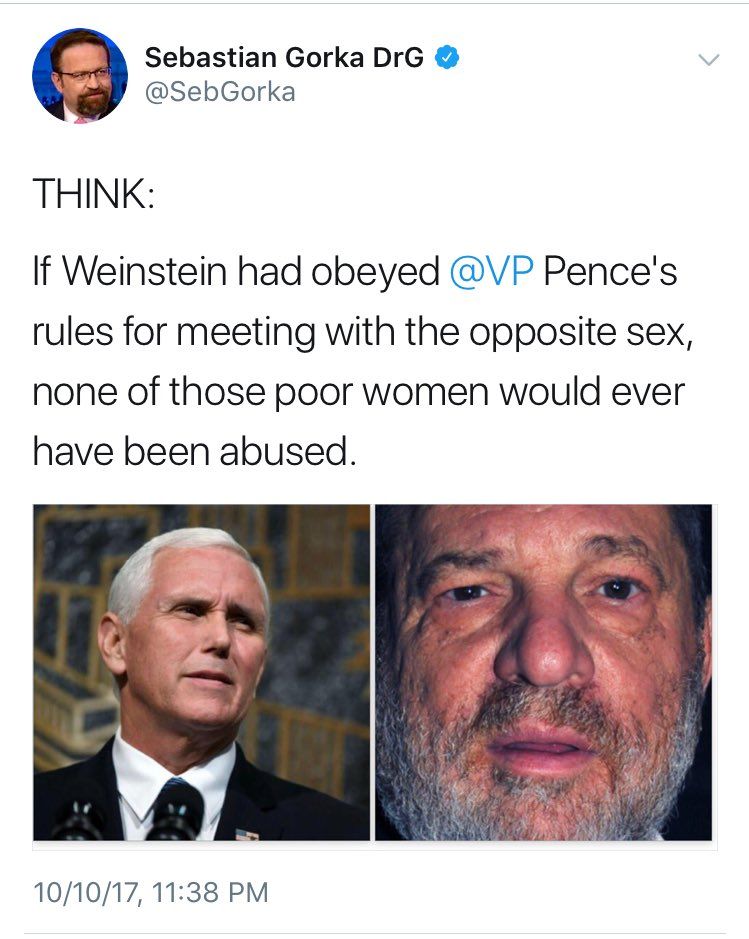 Sebastian Gorka DrG
@SebGorka
THINK:
If Weinstein had obeyed @VP Pence's
rules for meeting with the opposite sex,
none of those poor women would ever
have been abused.
10/10/17, 11:38 PM